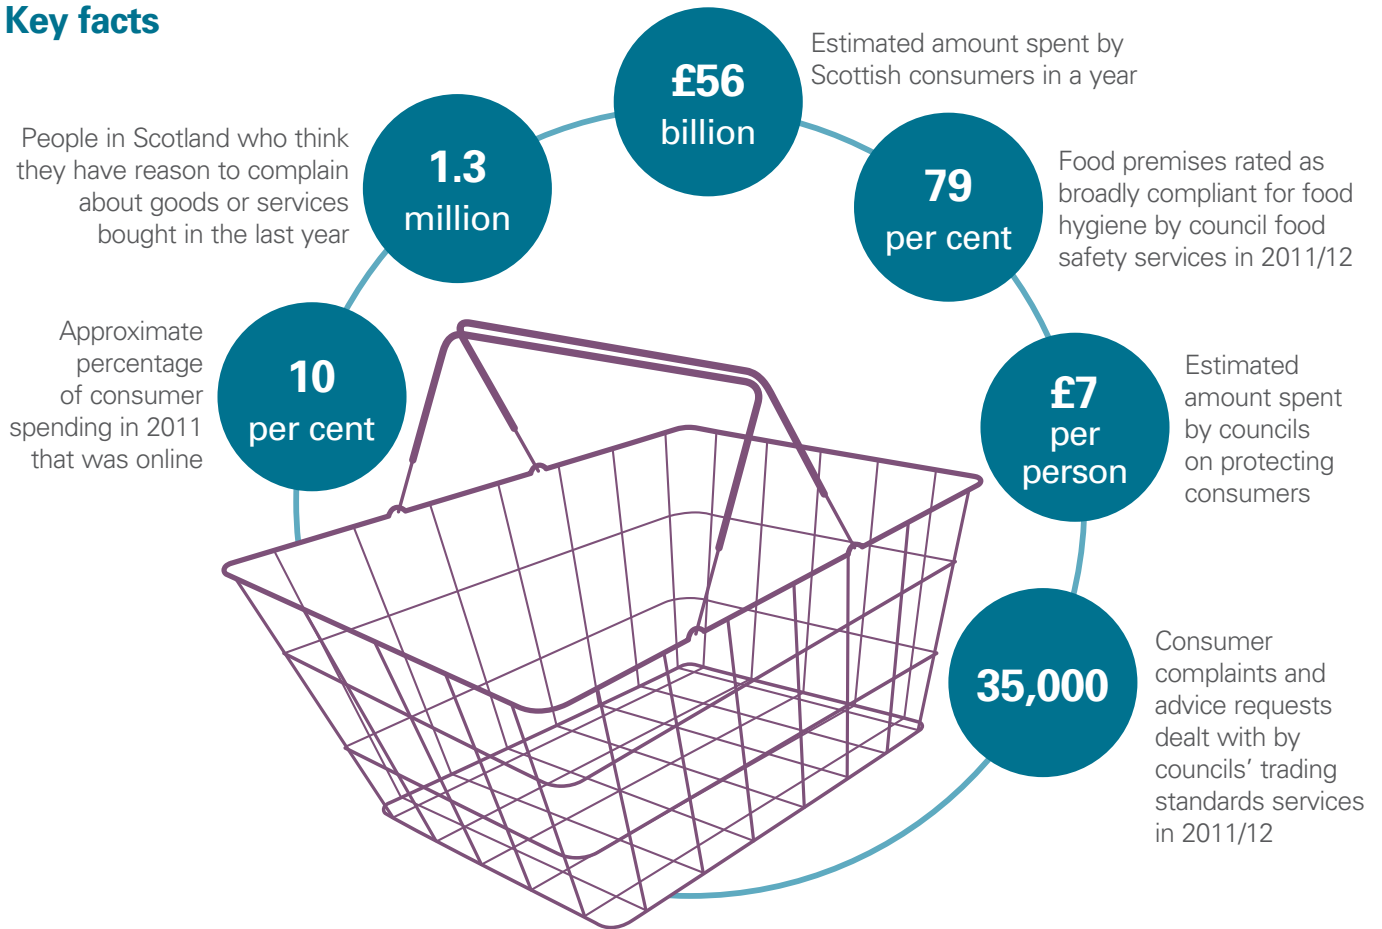 Key facts
10
per cent
Approximate
percentage
of consumer
spending in 2011
that was online
1.3
million
People in Scotland who think
they have reason to complain
about goods or services
bought in the last year
£56
billion
Estimated amount spent by
Scottish consumers in a year
79
per cent
Food premises rated as
broadly compliant for food
hygiene by council food
safety services in 2011/12
£7
per
person
Estimated
amount spent
by councils
on protecting
consumers
35,000
Consumer
complaints and
advice requests
dealt with by
councils’ trading
standards services
in 2011/12